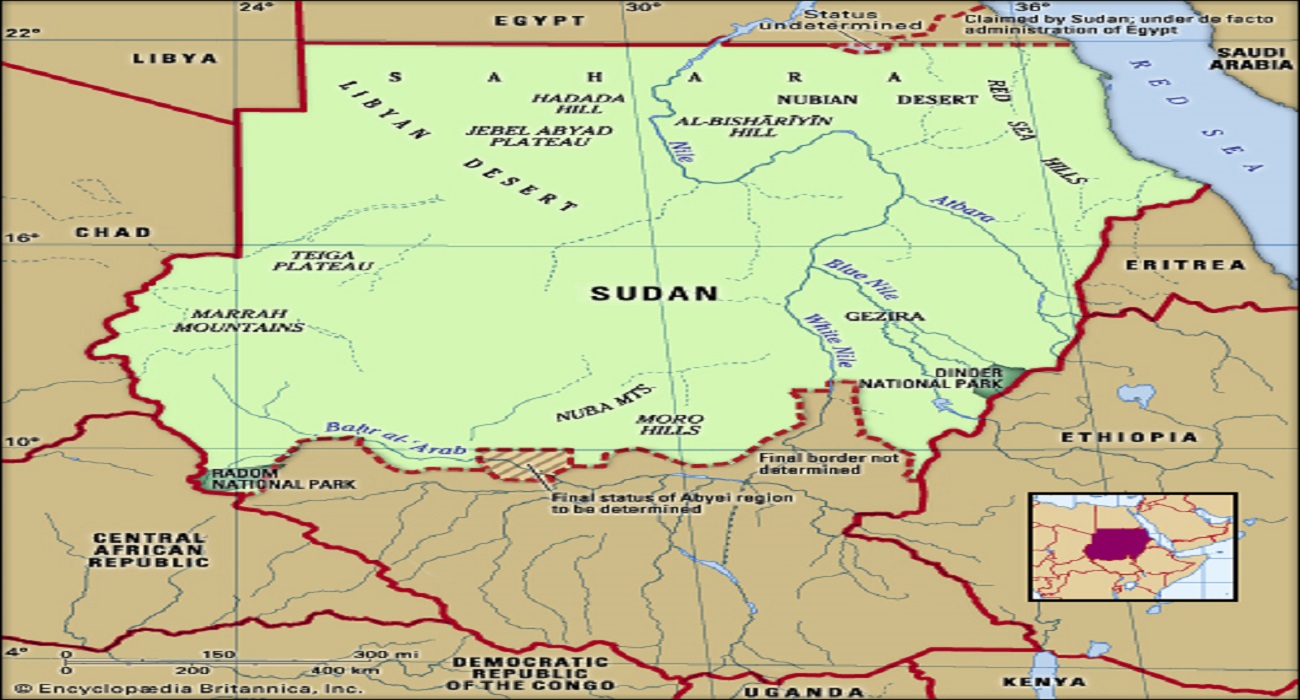 24°
30°
36°
EGYPT
Status
undetermined
Claimed by Sudan; under de facto
administration of Egypt
22°
LIBYA
SAUDI
ARABIA
RED SEA
SAHARA
LIBYAN DESERT
HADADA
HILL
NUBIAN DESERT
RED SEA HILLS
JEBEL ABYAD
PLATEAU
AL-BISHĀRĪYĪN
HILL
Nile
Atbara
CHAD
16°
TEIGA
PLATEAU
ERITREA
Blue Nile
SUDAN
MARRAH
MOUNTAINS
GEZIRA
White Nile
DINDER
NATIONAL PARK
NUBA MTS.
MORO
HILLS
10°
Bahr al-ʿArab
ETHIOPIA
Final border not
determined
RADOM
NATIONAL PARK
Final status of Abyei region
to be determined
CENTRAL
AFRICAN
REPUBLIC
4°
0 150 300 mi
0 200 400 km
DEMOCRATIC
REPUBLIC
OF THE CONGO
UGANDA
KENYA
© Encyclopædia Britannica, Inc.